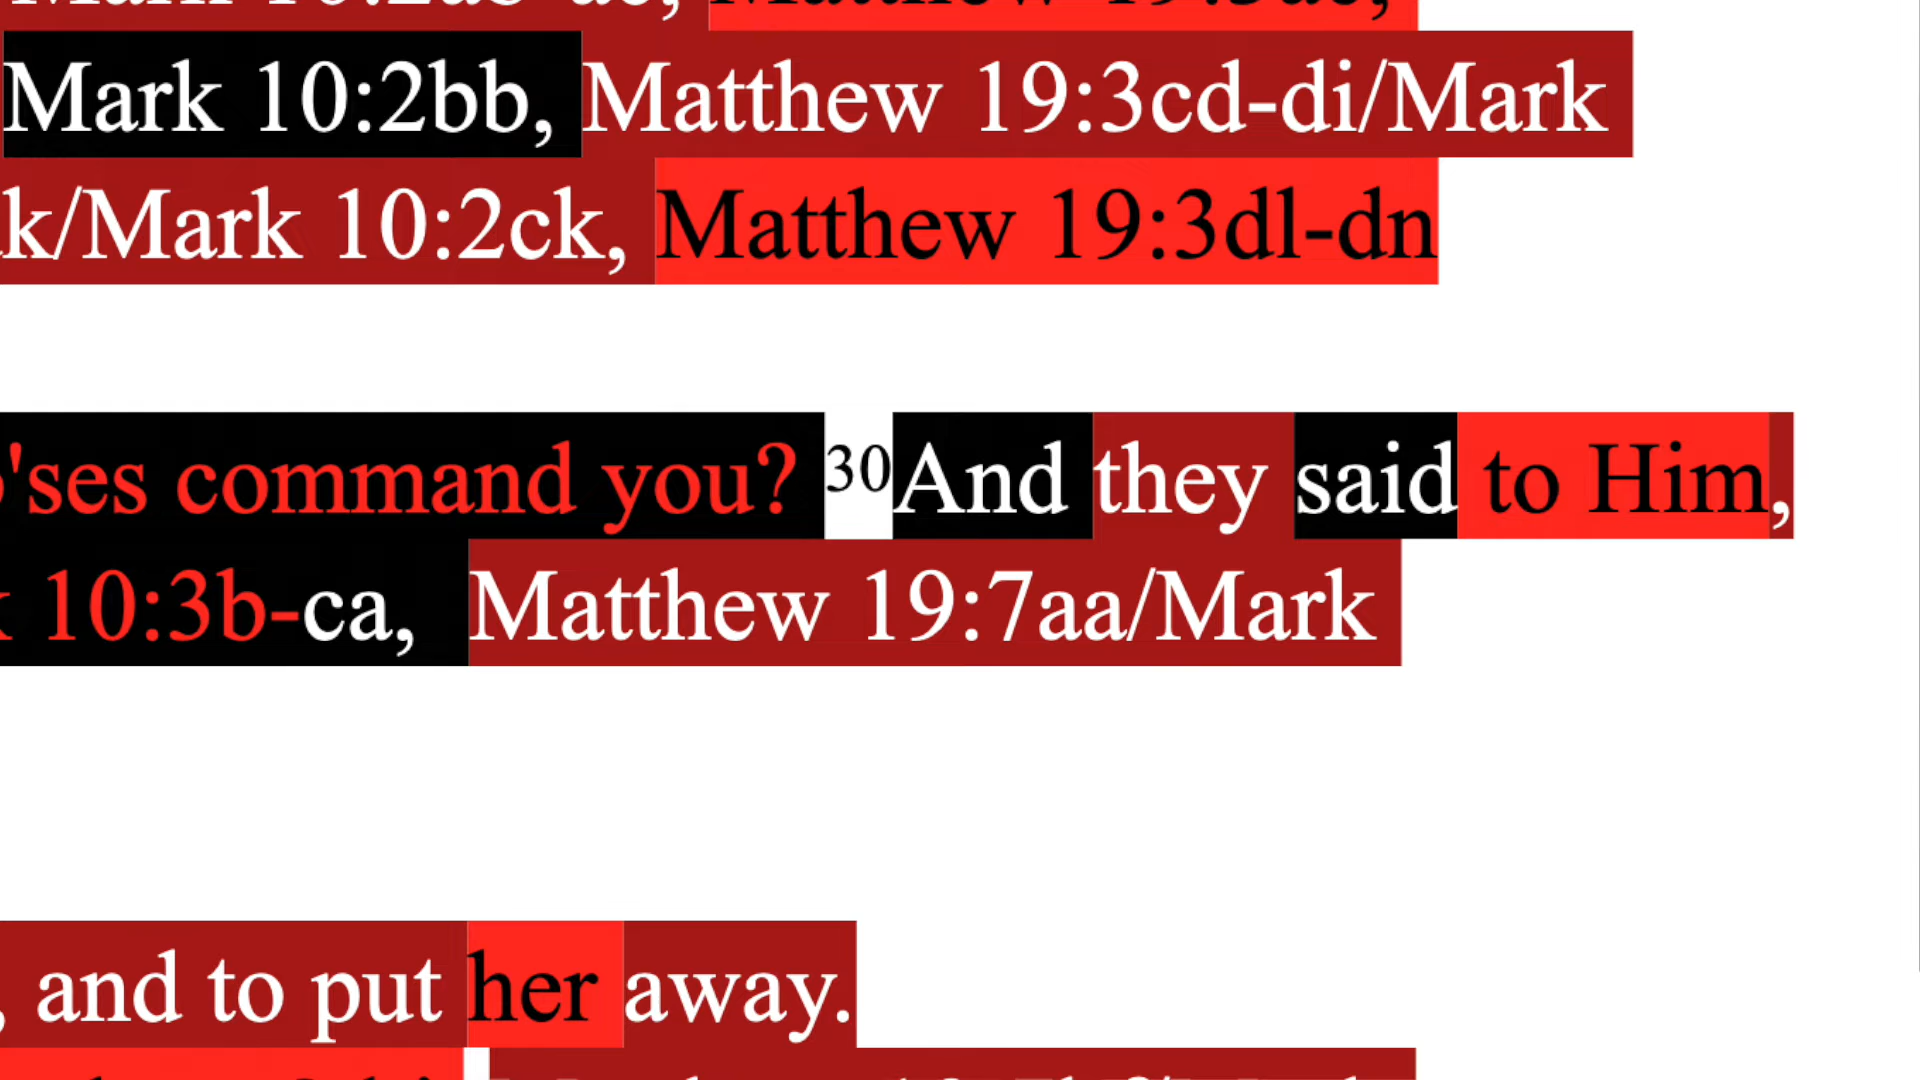 Mark 10:2bb, Matthew 19:3cd-di/Mark
k/Mark 10:2ck, Matthew 19:3dl-dn
'ses command you? 30And they said to Him,
10:3b-ca, Matthew 19:7aa/Mark
, and to put her away.